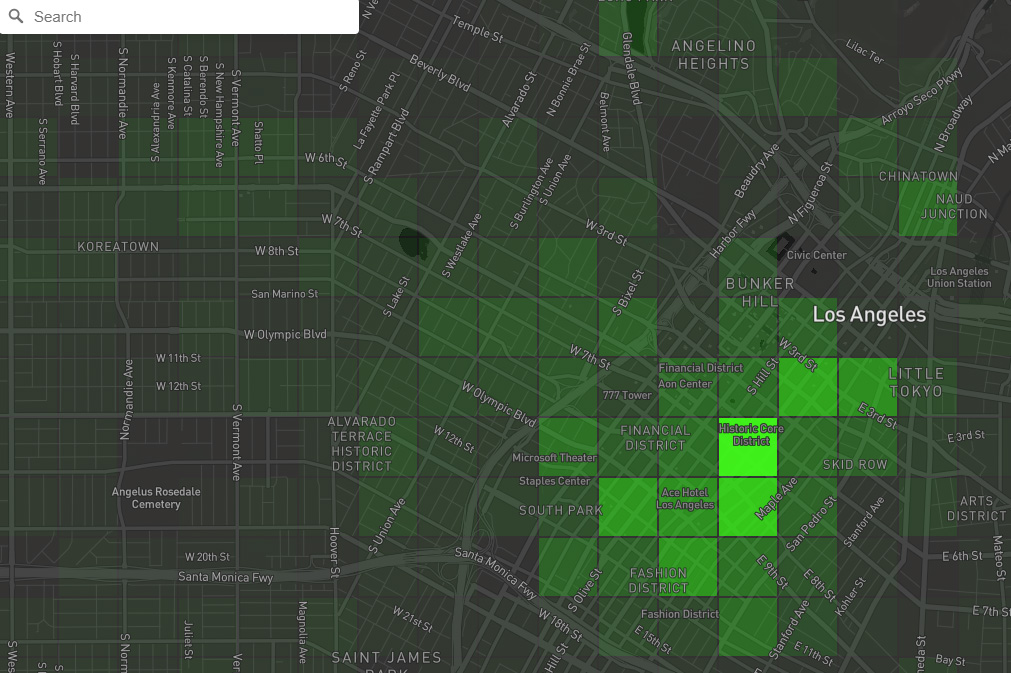 Search
ECHO PARK
N Ve
Temple St
ANGELINO
HEIGHTS
Lilac Ter
Glendale Blvd
Western Ave
S Hobart Blvd
S Harvard Blvd
S Normandie Ave
S Kenmore Ave
S Catalina St
S Berendo St
S New Hampshire Ave
S Vermont Ave
S Reno St
Beverly Blvd
Alvarado St
N Bonnie Brae St
Belmont Ave
Arroyo Seco Pkwy
N Broadway
N Ma
S Serrano Ave
S Alexandria Ave
Shatto Pl
La Fayette Park Pl
S Rampart Blvd
W 6th St
Beaudry Ave
N Figueroa St
CHINATOWN
NAUD
JUNCTION
S Burlington Ave
S Union Ave
W 7th St
W 3rd St
Harbor Fwy
KOREATOWN
W 8th St
S Westlake Ave
Civic Center
Los Angeles
Union Station
San Marino St
S Lake St
S Bixel St
BUNKER
HILL
Los Angeles
W Olympic Blvd
W 11th St
W 7th St
W 3rd St
Financial District
Aon Center
S Hill St
LITTLE
TOKYO
W 12th St
777 Tower
W Olympic Blvd
Normandie Ave
S Vermont Ave
E 3rd St
ALVARADO
TERRACE
HISTORIC
DISTRICT
W 12th St
FINANCIAL
DISTRICT
Historic Core
District
E 3rd St
Microsoft Theater
SKID ROW
Staples Center
Angelus Rosedale
Cemetery
Ace Hotel
Los Angeles
Maple Ave
SOUTH PARK
ARTS
DISTRICT
S Union Ave
San Pedro St
Stanford Ave
Hoover St
Mateo St
W 20th St
Santa Monica Fwy
Santa Monica Fwy
E 6th St
FASHION
DISTRICT
E 9th St
E 8th St
Kohler St
S Olive St
Magnolia Ave
W 21st St
W 18th St
Fashion District
E 7th St
Stanford Ave
E 15th St
E 11th St
S Wes
S Norm
Juliet St
Ver
SAINT JAMES
PARK
Hill St
Bay St